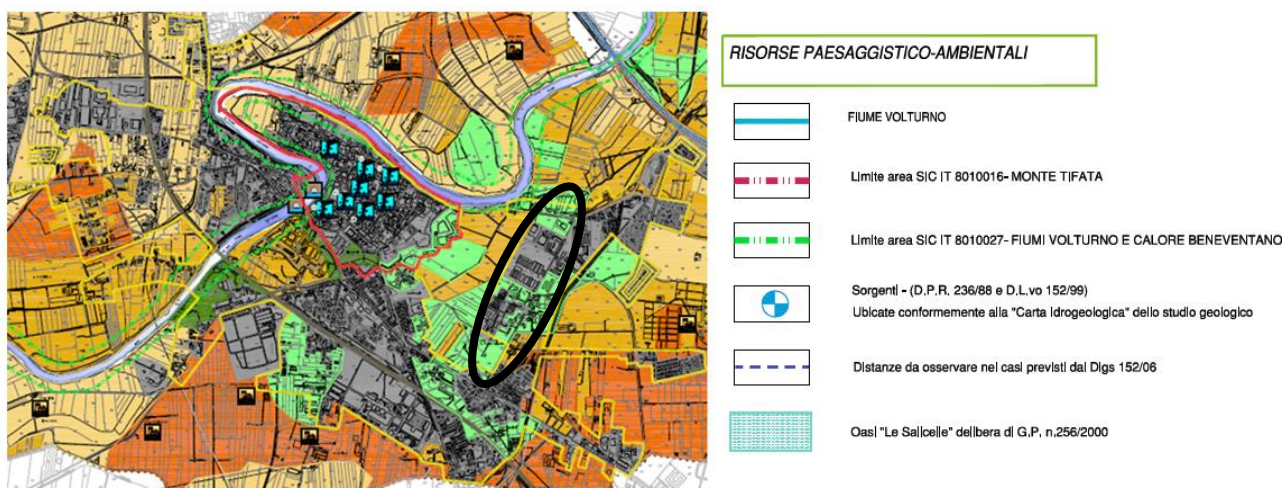 RISORSE PAESAGGISTICO-AMBIENTALI
FIUME VOLTURNO
Limite area SIC IT 8010016- MONTE TIFATA
Limite area SIC IT 8010027- FIUMI VOLTURNO E CALORE BENEVENTANO
Sorgenti - (D.P.R. 236/88 e D.L.vo 152/99)
Ubicate conformemente alla "Carta Idrogeologica" dello studio geologico
Distanze da osservare nei casi previsti dal Dlgs 152/06
Oasi "Le Salicelle" delibera di G.P. n.256/2000